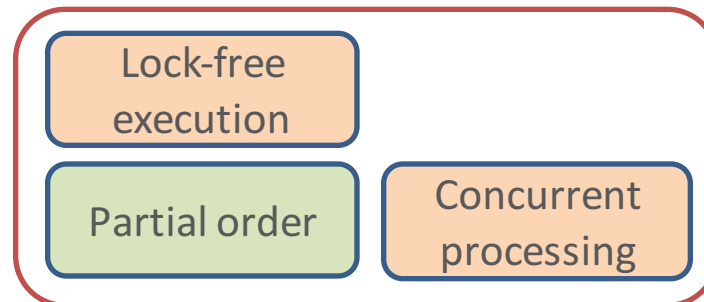 Lock-free
execution
Partial order
Concurrent
processing